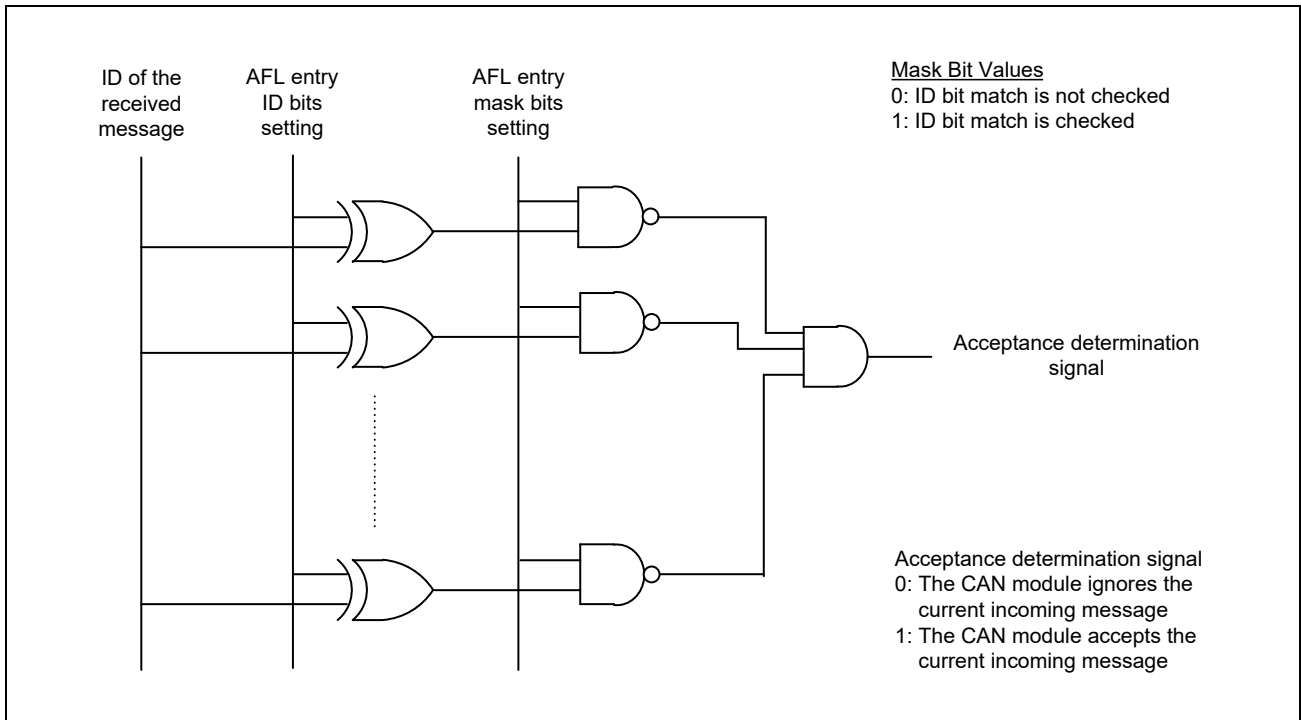 ID of the
received
message
AFL entry
ID bits
setting
AFL entry
mask bits
setting
Mask Bit Values
0: ID bit match is not checked
1: ID bit match is checked
Acceptance determination
signal
Acceptance determination signal
0: The CAN module ignores the
current incoming message
1: The CAN module accepts the
current incoming message